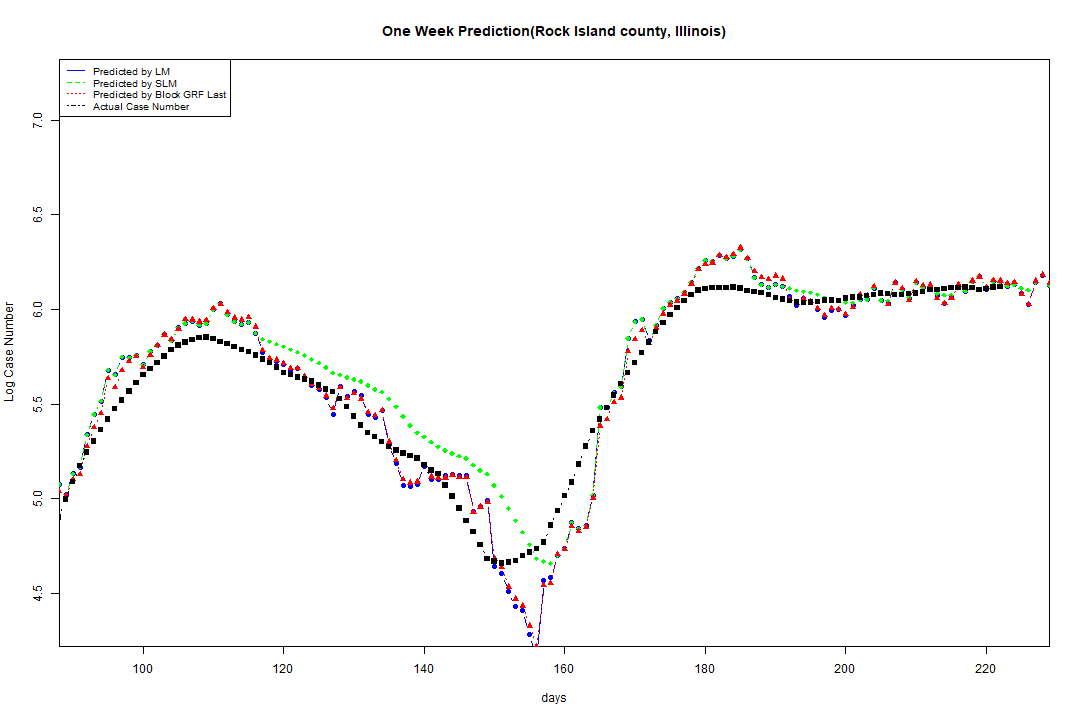 One Week Prediction(Rock Island county, Illinois)
Predicted by LM
Predicted by SLM
Predicted by Block GRF Last
Actual Case Number
7.0
6.5
6.0
5.5
5.0
4.5
Log Case Number
100 120 140 160 180 200 220
days